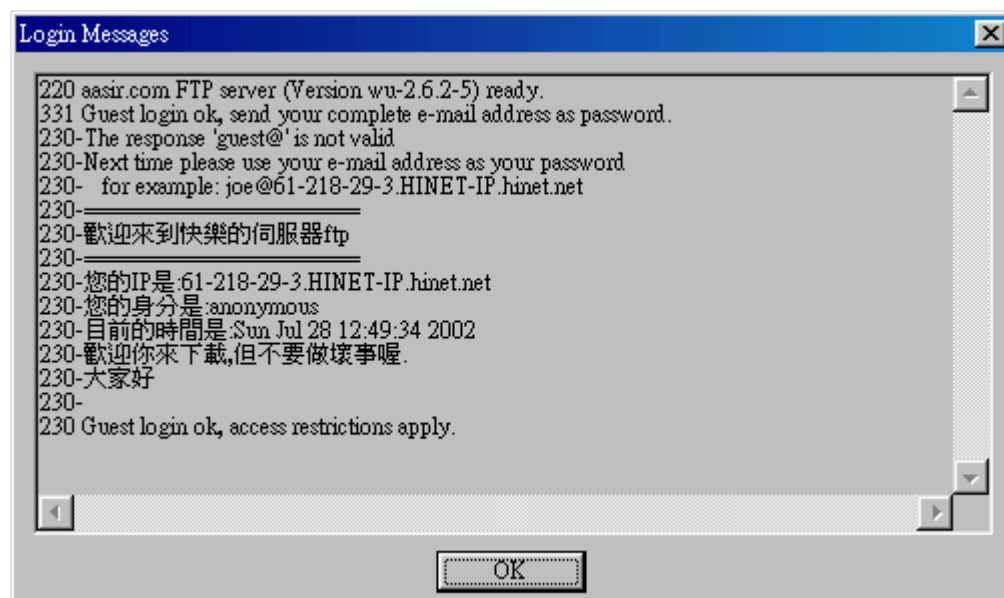 Login Messages
220 aasir.com FTP server (Version wu-2.6.2-5) ready.
331 Guest login ok, send your complete e-mail address as password.
230-The response 'guest@' is not valid
230-Next time please use your e-mail address as your password
230-   for example: joe@61-218-29-3.HINET-IP.hinet.net
230-====================
230-歡迎來到快樂的伺服器ftp
230-====================
230-您的IP是:61-218-29-3.HINET-IP.hinet.net
230-您的身分是:anonymous
230-目前的時間是:Sun Jul 28 12:49:34 2002
230-歡迎你來下載,但不要做壞事喔.
230-大家好
230-
230 Guest login ok, access restrictions apply.
OK